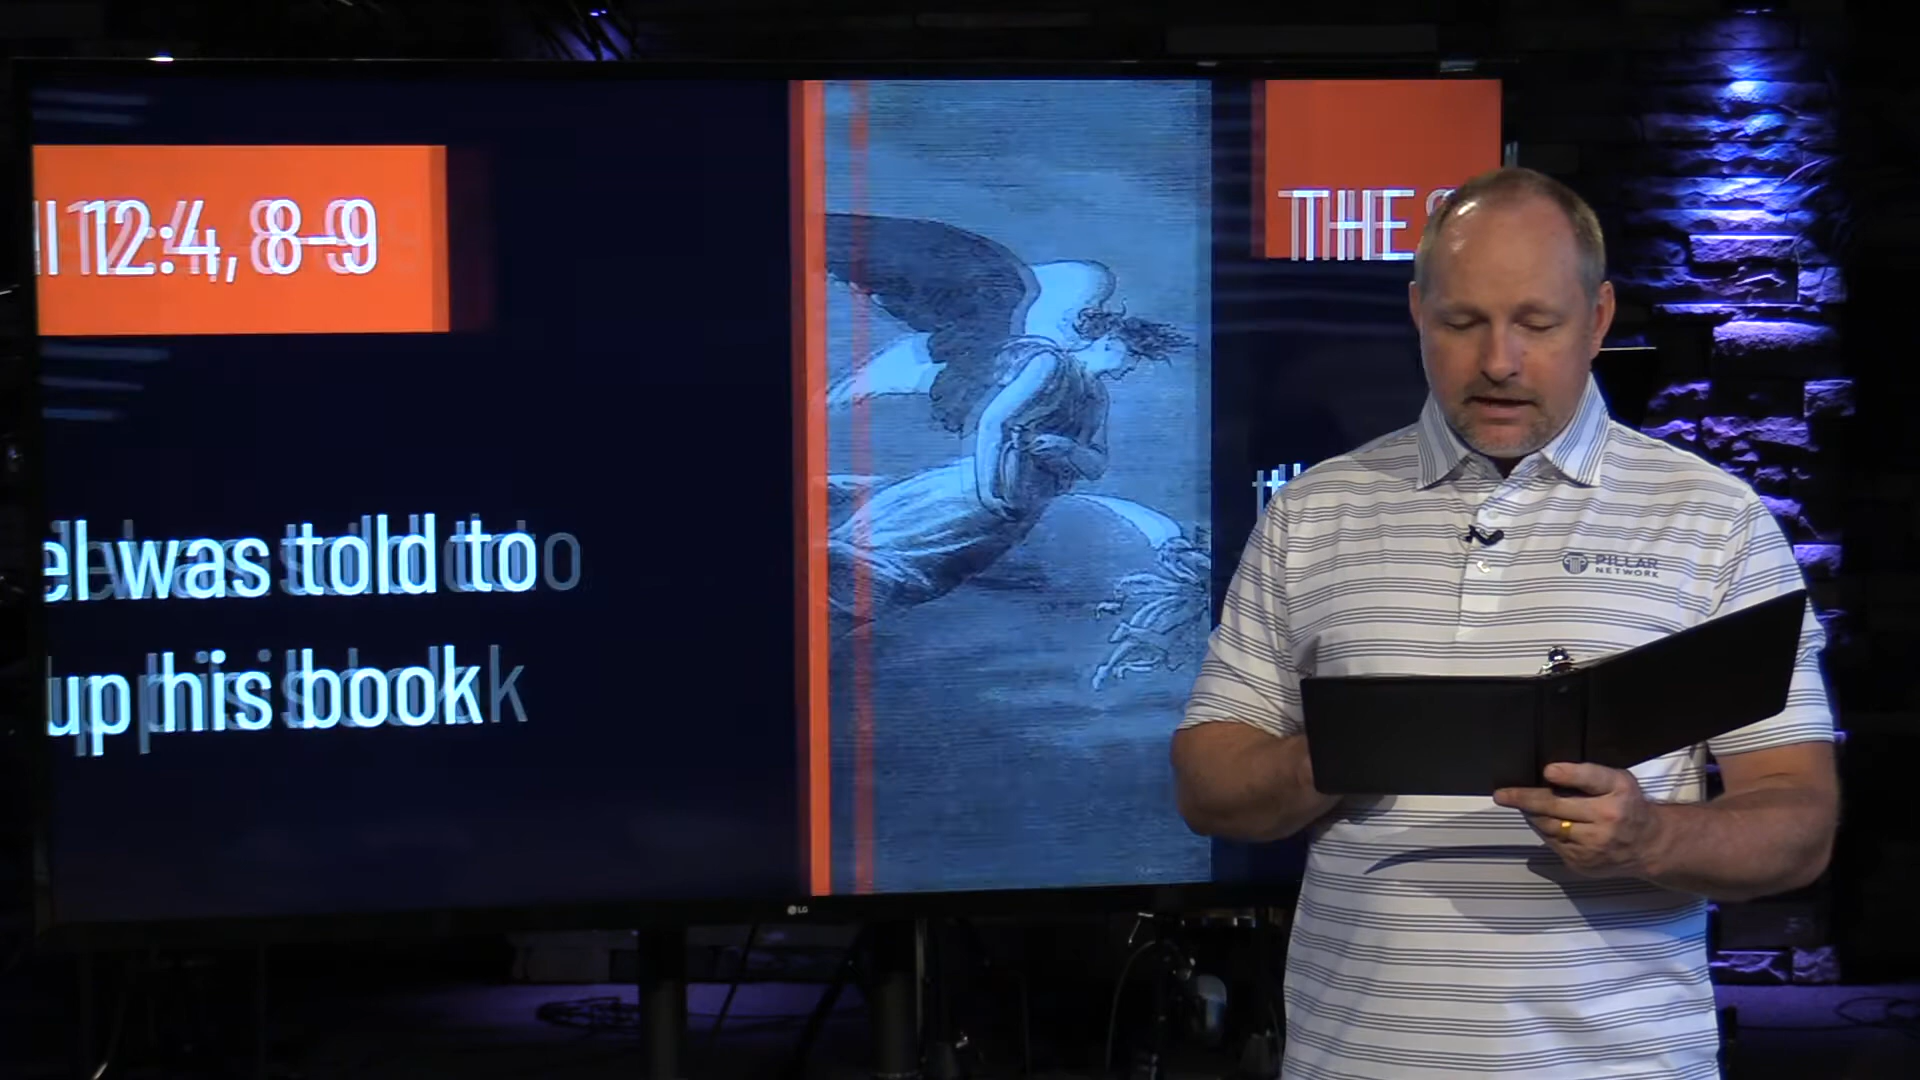 l 12:4, 8–9
el was told to
up his book
THE
PILLAR
NETWORK
LG